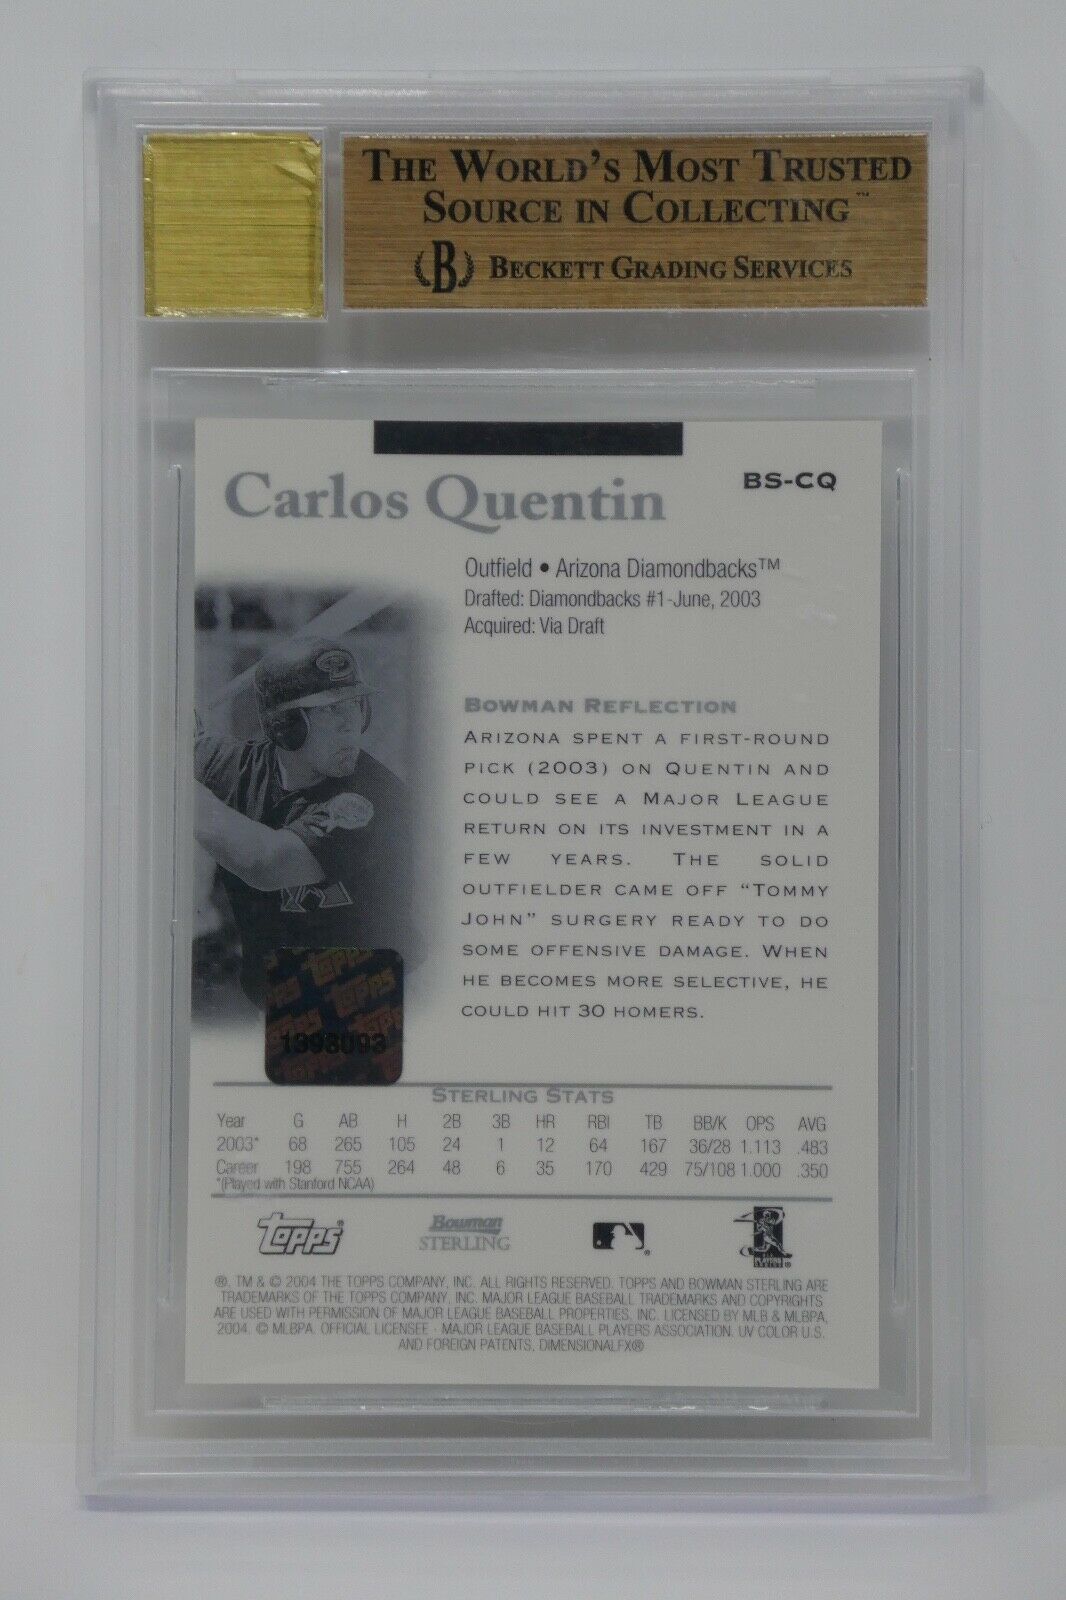 THE WORLD'S MOST TRUSTED
SOURCE IN COLLECTING™
B BECKETT GRADING SERVICES
Carlos Quentin
BS-CQ
Outfield • Arizona Diamondbacks™
Drafted: Diamondbacks #1-June, 2003
Acquired: Via Draft
BOWMAN REFLECTION
ARIZONA SPENT A FIRST-ROUND
PICK (2003) ON QUENTIN AND
COULD SEE A MAJOR LEAGUE
RETURN ON ITS INVESTMENT IN A
FEW YEARS. THE SOLID
OUTFIELDER CAME OFF "TOMMY
JOHN" SURGERY READY TO DO
SOME OFFENSIVE DAMAGE. WHEN
HE BECOMES MORE SELECTIVE, HE
COULD HIT 30 HOMERS.
TOPPS
1393093
STERLING STATS
Year G AB H 2B 3B HR RBI TB BB/K OPS AVG
2003* 68 265 105 24 1 12 64 167 36/28 1.113 .483
Career 198 755 264 48 6 35 170 429 75/108 1.000 .350
*(Played with Stanford NCAA)
Topps®
Bowman
STERLING
PLAYERS
CHOICE®
®, TM & © 2004 THE TOPPS COMPANY, INC. ALL RIGHTS RESERVED. TOPPS AND BOWMAN STERLING ARE
TRADEMARKS OF THE TOPPS COMPANY, INC. MAJOR LEAGUE BASEBALL TRADEMARKS AND COPYRIGHTS
ARE USED WITH PERMISSION OF MAJOR LEAGUE BASEBALL PROPERTIES, INC. LICENSED BY MLB & MLBPA,
2004. © MLBPA. OFFICIAL LICENSEE - MAJOR LEAGUE BASEBALL PLAYERS ASSOCIATION. UV COLOR U.S.
AND FOREIGN PATENTS, DIMENSIONALFX®